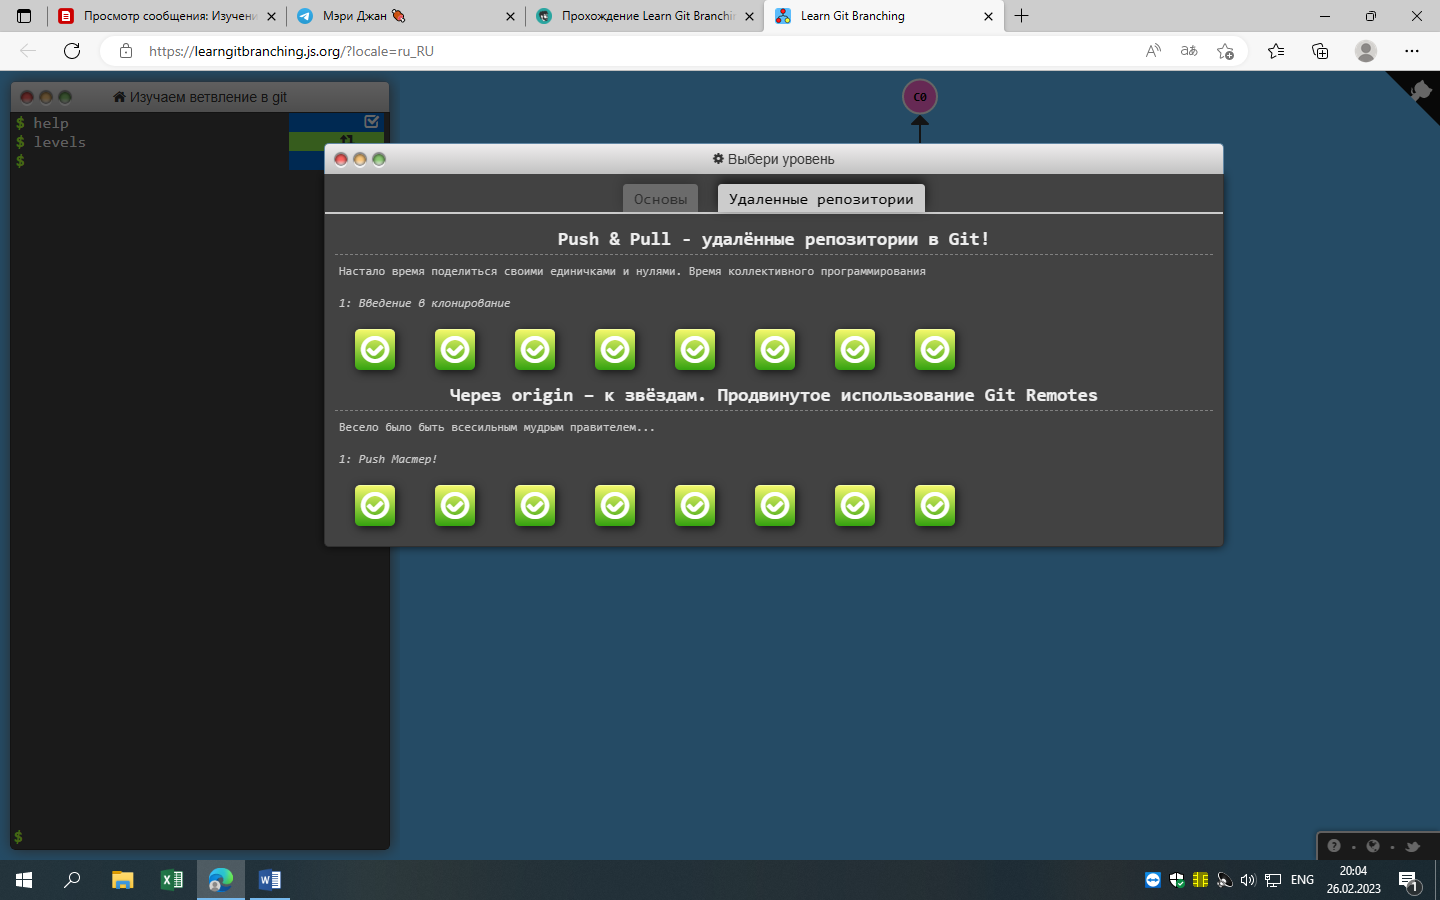 Просмотр сообщения: Изучени
Мэри Джан
Прохождение Learn Git Branchi
Learn Git Branching
https://learngitbranching.js.org/?locale=ru_RU
Изучаем ветвление в git
$ help
$ levels
$
C0
Выбери уровень
Основы
Удаленные репозитории
Push & Pull - удалённые репозитории в Git!
Настало время поделиться своими единичками и нулями. Время коллективного программирования
1: Введение в клонирование
Через origin – к звёздам. Продвинутое использование Git Remotes
Весело было быть всесильным мудрым правителем...
1: Push Мастер!
$
ENG
20:04
26.02.2023
1